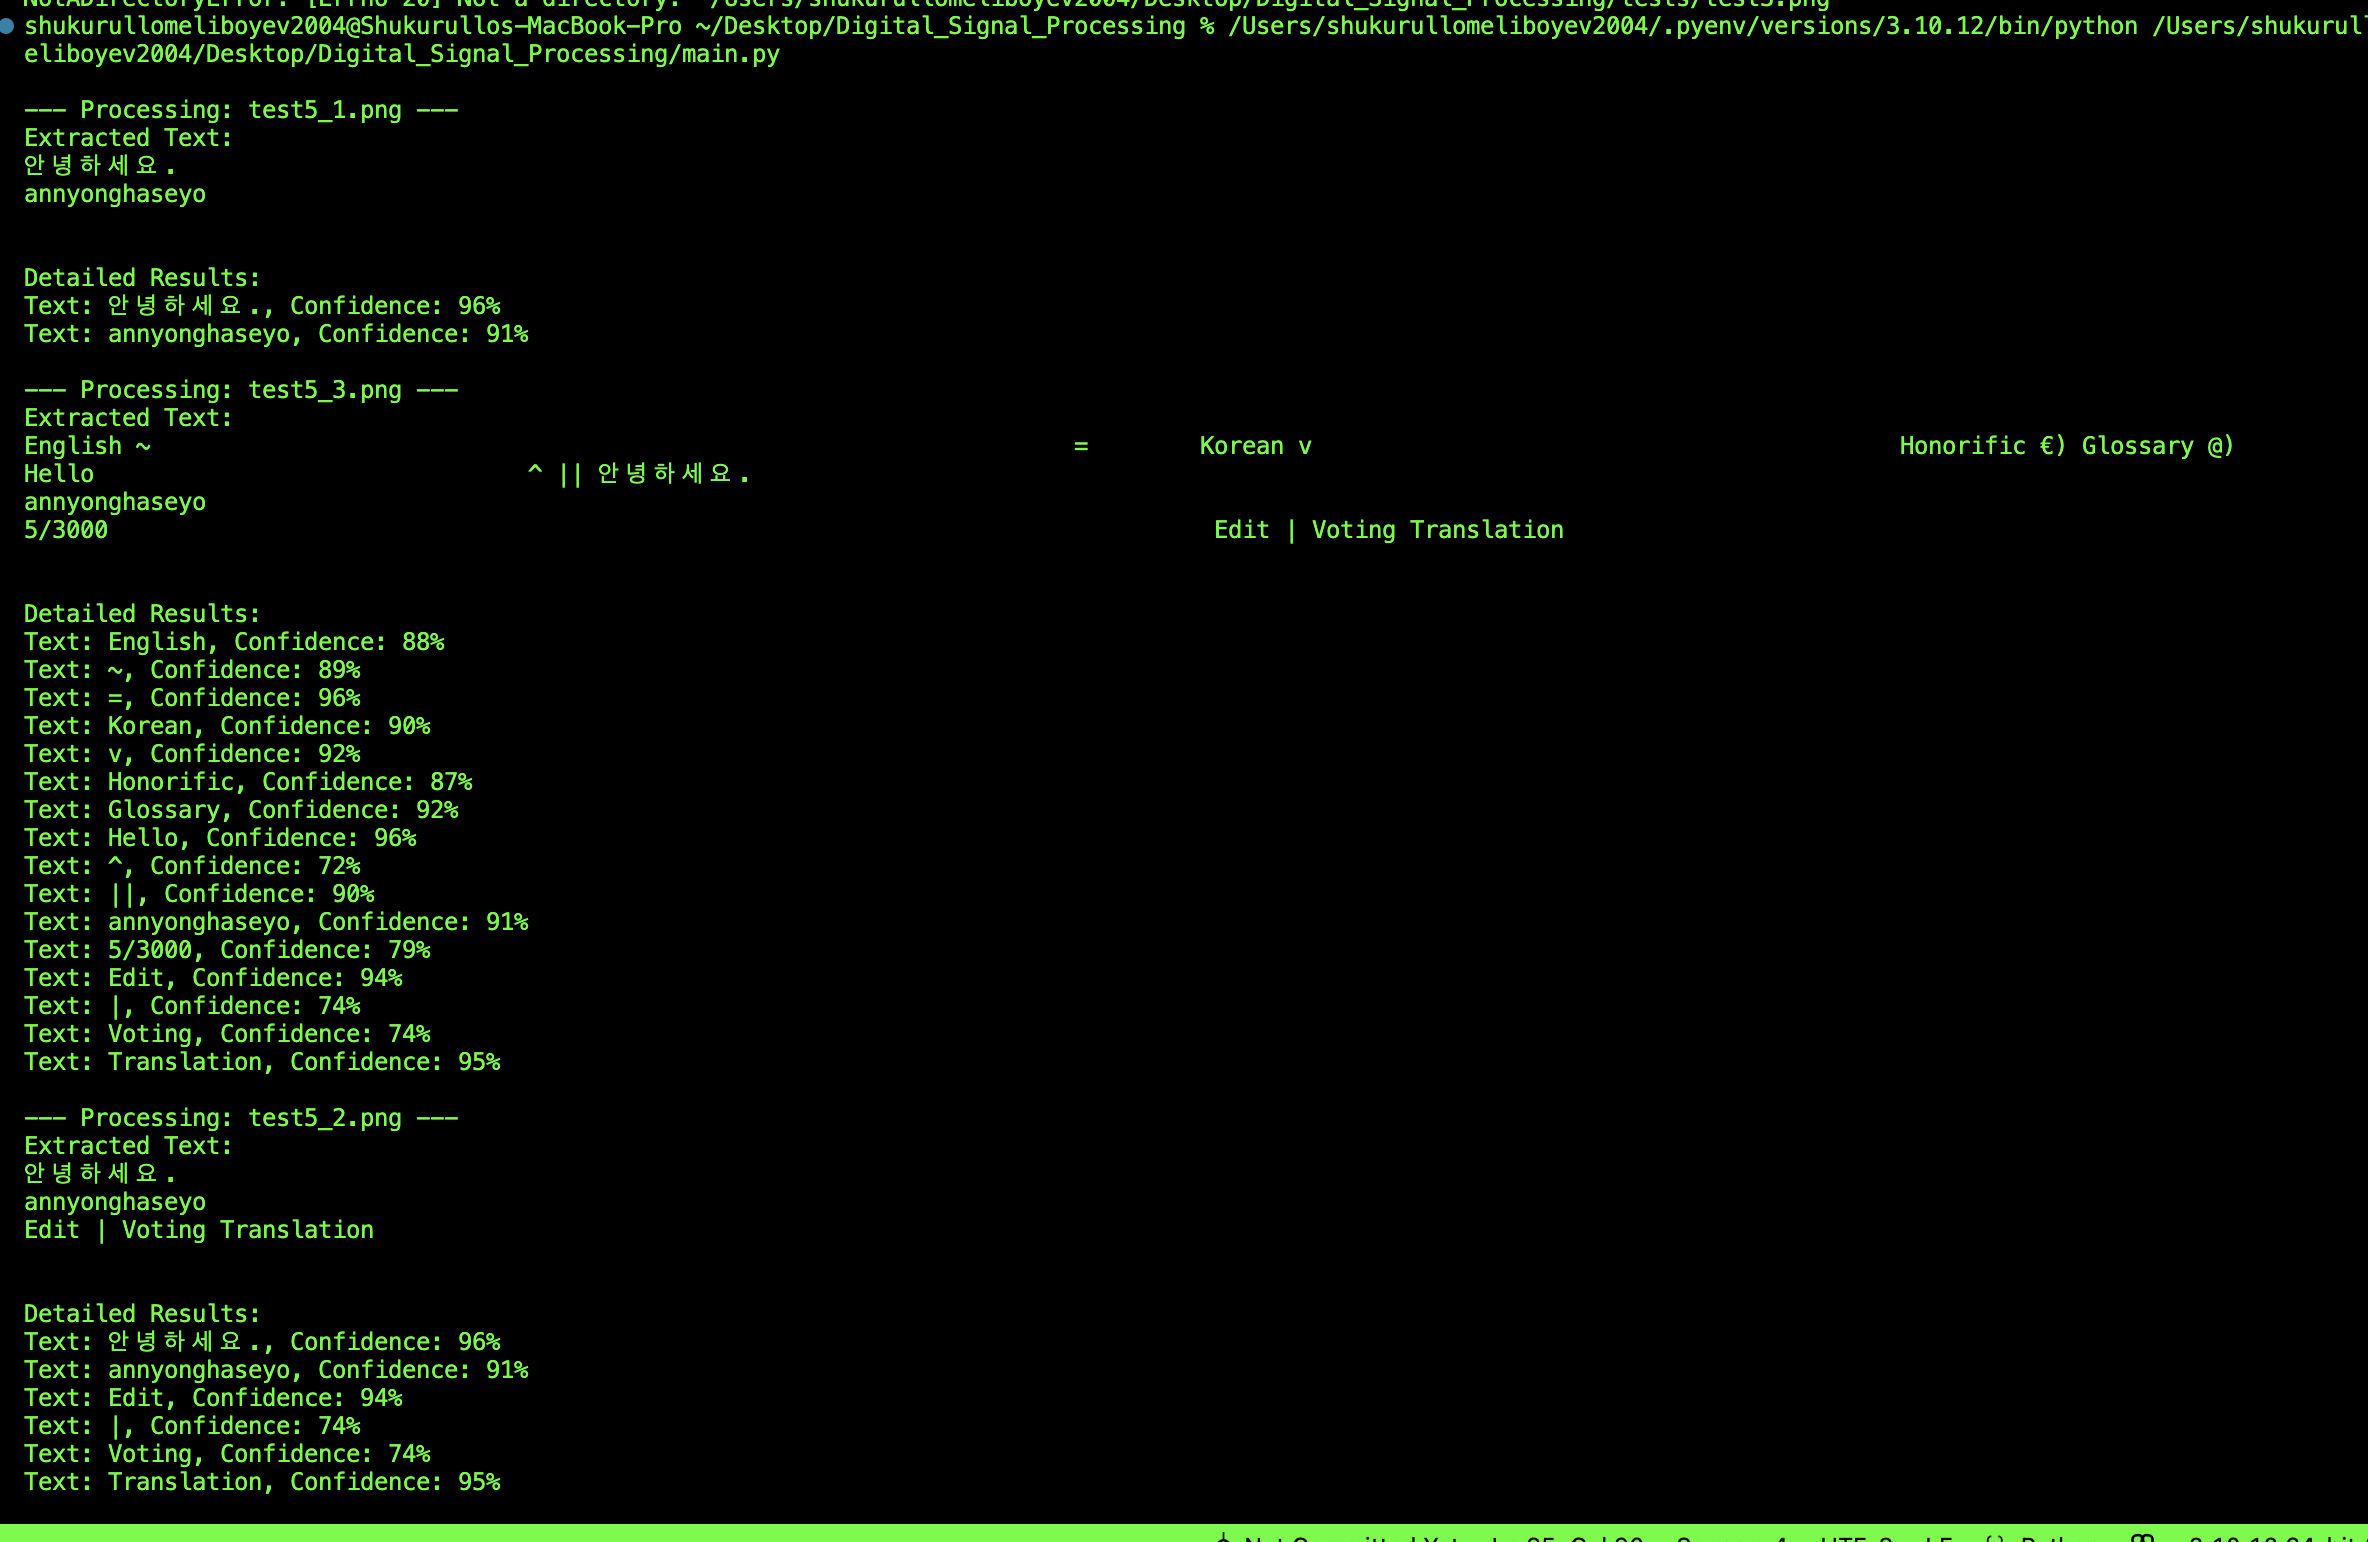 NotADirectoryError: [Errno 20] Not a directory: '/Users/shukurullomeliboyev2004/Desktop/Digital_Signal_Processing/tests/test5.png'
shukurullomeliboyev2004@Shukurullos-MacBook-Pro ~/Desktop/Digital_Signal_Processing % /Users/shukurullomeliboyev2004/.pyenv/versions/3.10.12/bin/python /Users/shukurull
eliboyev2004/Desktop/Digital_Signal_Processing/main.py
--- Processing: test5_1.png ---
Extracted Text:
안녕하세요.
annyonghaseyo
Detailed Results:
Text: 안녕하세요., Confidence: 96%
Text: annyonghaseyo, Confidence: 91%
--- Processing: test5_3.png ---
Extracted Text:
English ~ = Korean v Honorific €) Glossary @)
Hello ^ || 안녕하세요.
annyonghaseyo
5/3000 Edit | Voting Translation
Detailed Results:
Text: English, Confidence: 88%
Text: ~, Confidence: 89%
Text: =, Confidence: 96%
Text: Korean, Confidence: 90%
Text: v, Confidence: 92%
Text: Honorific, Confidence: 87%
Text: Glossary, Confidence: 92%
Text: Hello, Confidence: 96%
Text: ^, Confidence: 72%
Text: ||, Confidence: 90%
Text: annyonghaseyo, Confidence: 91%
Text: 5/3000, Confidence: 79%
Text: Edit, Confidence: 94%
Text: |, Confidence: 74%
Text: Voting, Confidence: 74%
Text: Translation, Confidence: 95%
--- Processing: test5_2.png ---
Extracted Text:
안녕하세요.
annyonghaseyo
Edit | Voting Translation
Detailed Results:
Text: 안녕하세요., Confidence: 96%
Text: annyonghaseyo, Confidence: 91%
Text: Edit, Confidence: 94%
Text: |, Confidence: 74%
Text: Voting, Confidence: 74%
Text: Translation, Confidence: 95%